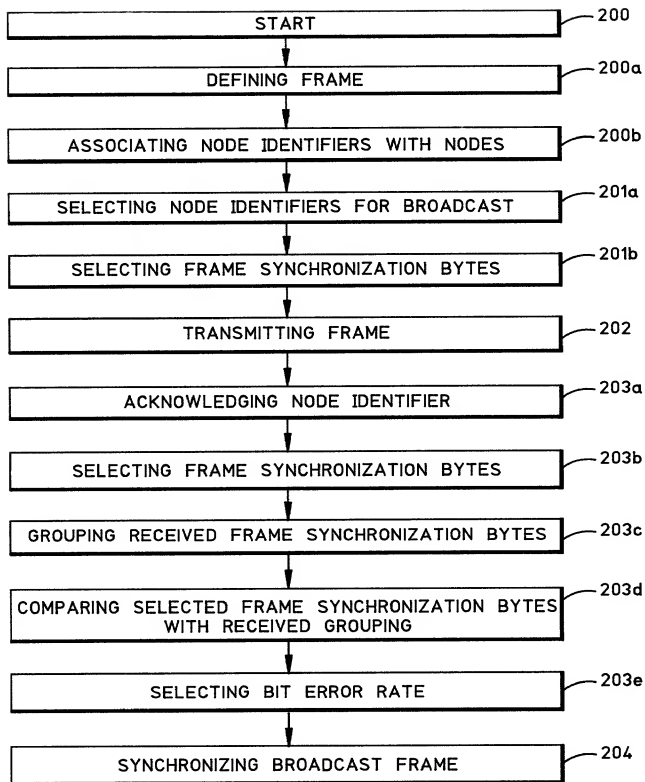 START
200
DEFINING FRAME
200a
ASSOCIATING NODE IDENTIFIERS WITH NODES
200b
SELECTING NODE IDENTIFIERS FOR BROADCAST
201a
SELECTING FRAME SYNCHRONIZATION BYTES
201b
TRANSMITTING FRAME
202
ACKNOWLEDGING NODE IDENTIFIER
203a
SELECTING FRAME SYNCHRONIZATION BYTES
203b
GROUPING RECEIVED FRAME SYNCHRONIZATION BYTES
203c
COMPARING SELECTED FRAME SYNCHRONIZATION BYTES
WITH RECEIVED GROUPING
203d
SELECTING BIT ERROR RATE
203e
SYNCHRONIZING BROADCAST FRAME
204